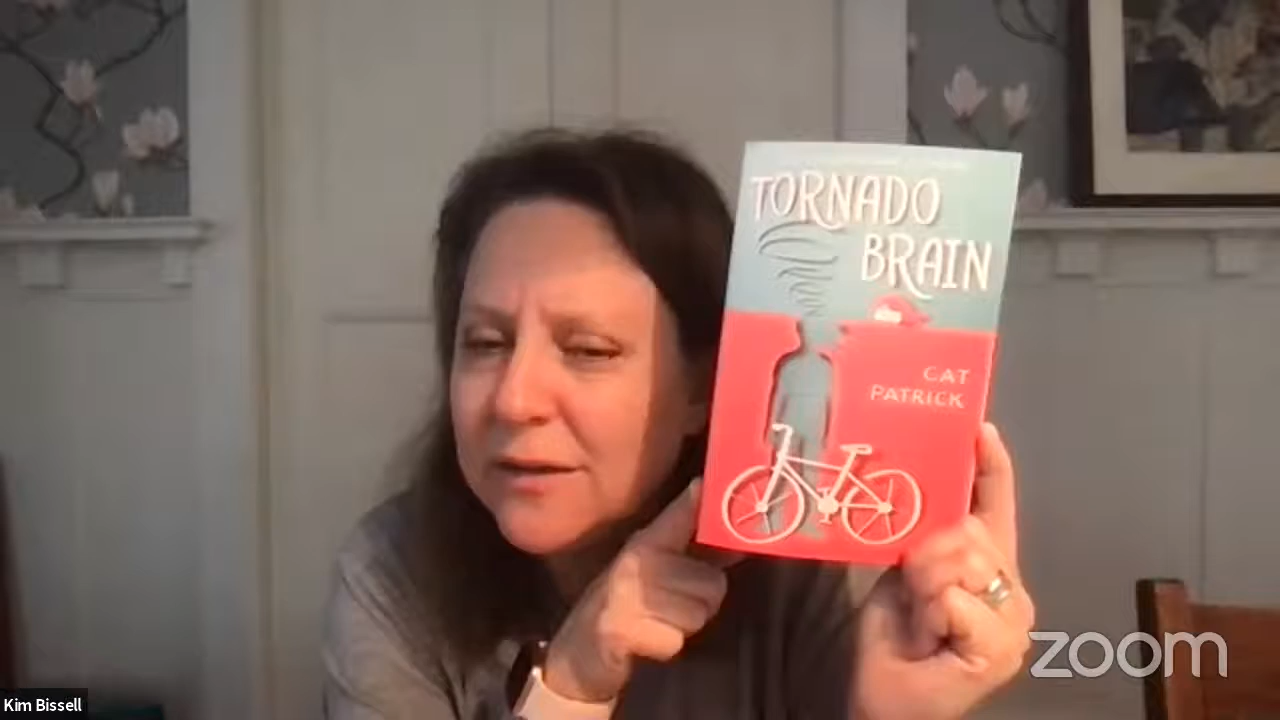 TORNADO
BRAIN
CAT
PATRICK
zoom
Kim Bissell